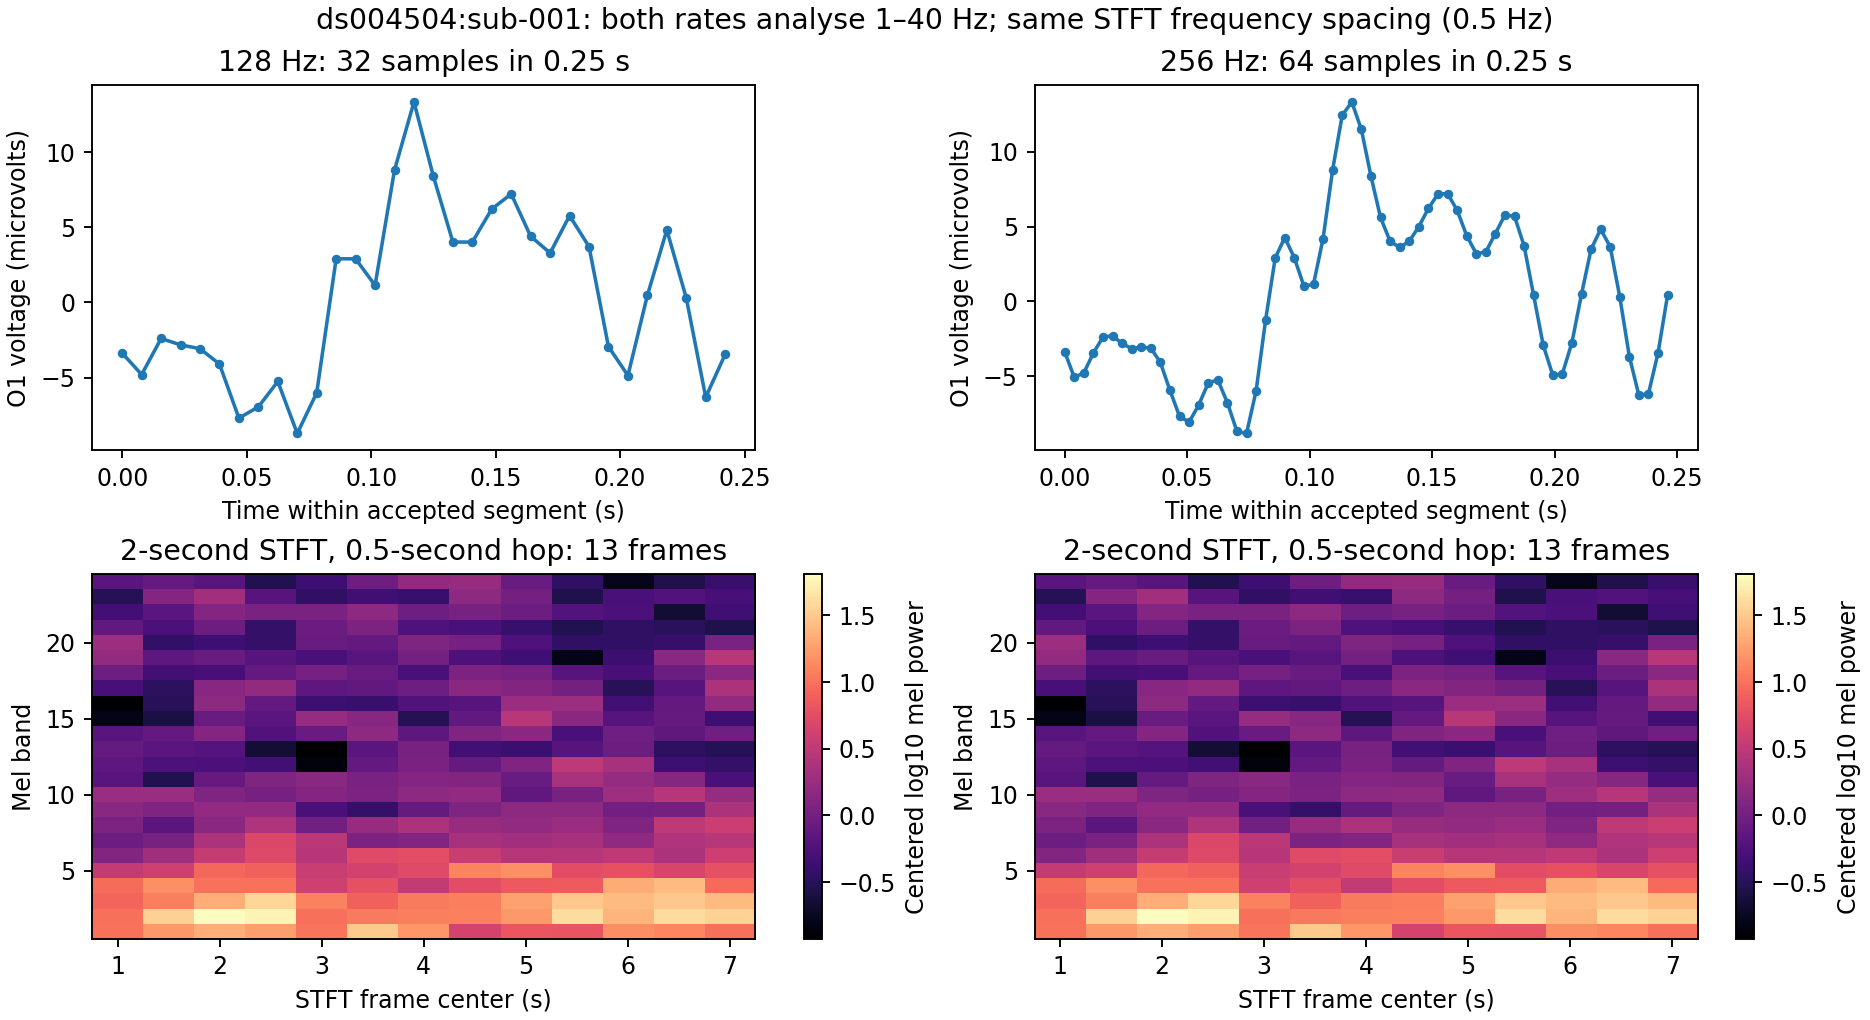 ds004504:sub-001: both rates analyse 1–40 Hz; same STFT frequency spacing (0.5 Hz)
128 Hz: 32 samples in 0.25 s
O1 voltage (microvolts)
10
5
0
−5
0.00 0.05 0.10 0.15 0.20 0.25
Time within accepted segment (s)
256 Hz: 64 samples in 0.25 s
O1 voltage (microvolts)
10
5
0
−5
0.00 0.05 0.10 0.15 0.20 0.25
Time within accepted segment (s)
2-second STFT, 0.5-second hop: 13 frames
Mel band
20
15
10
5
1 2 3 4 5 6 7
STFT frame center (s)
1.5
1.0
0.5
0.0
−0.5
Centered log10 mel power
2-second STFT, 0.5-second hop: 13 frames
Mel band
20
15
10
5
1 2 3 4 5 6 7
STFT frame center (s)
1.5
1.0
0.5
0.0
−0.5
Centered log10 mel power